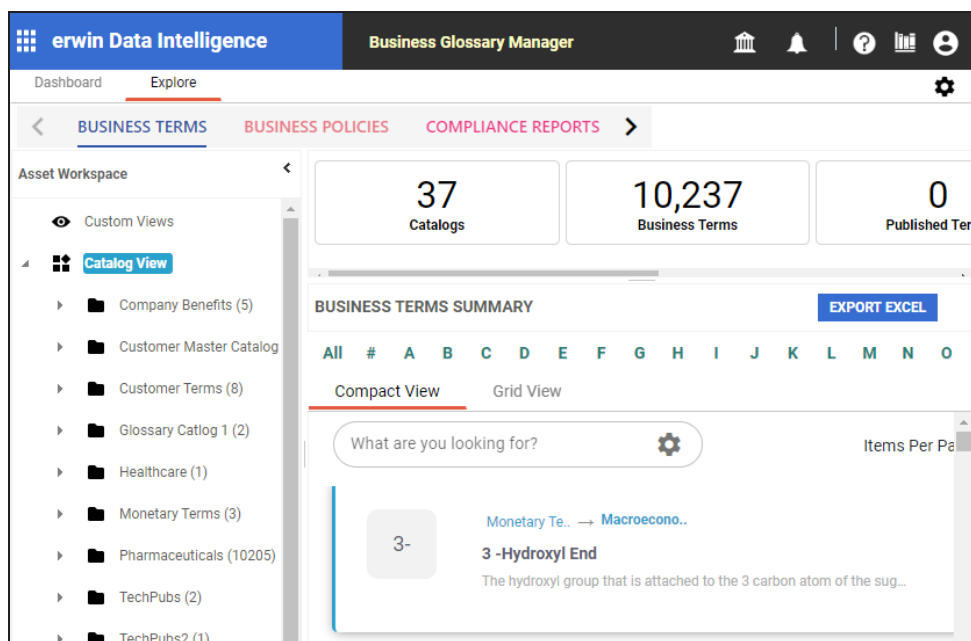 erwin Data Intelligence
Business Glossary Manager
Dashboard
Explore
BUSINESS TERMS
BUSINESS POLICIES
COMPLIANCE REPORTS
Asset Workspace
Custom Views
Catalog View
Company Benefits (5)
Customer Master Catalog
Customer Terms (8)
Glossary Catlog 1 (2)
Healthcare (1)
Monetary Terms (3)
Pharmaceuticals (10205)
TechPubs (2)
TechPubs2 (1)
37
Catalogs
10,237
Business Terms
0
Published Ter
BUSINESS TERMS SUMMARY
EXPORT EXCEL
All # A B C D E F G H I J K L M N O
Compact View
Grid View
What are you looking for?
Items Per Pa
3-
Monetary Te.. → Macroecono..
3 -Hydroxyl End
The hydroxyl group that is attached to the 3 carbon atom of the sug...